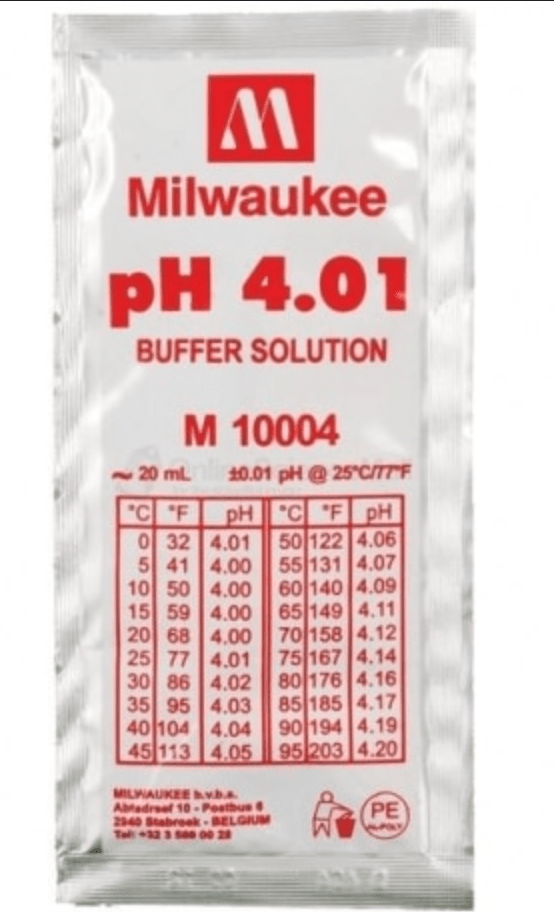 M
Milwaukee
pH 4.01
BUFFER SOLUTION
M 10004
~ 20 mL ±0.01 pH @ 25°C/77°F
°C °F pH °C °F pH
0 32 4.01 50 122 4.06
5 41 4.00 55 131 4.07
10 50 4.00 60 140 4.09
15 59 4.00 65 149 4.11
20 68 4.00 70 158 4.12
25 77 4.01 75 167 4.14
30 86 4.02 80 176 4.16
35 95 4.03 85 185 4.17
40 104 4.04 90 194 4.19
45 113 4.05 95 203 4.20
MILWAUKEE b.v.b.a.
10 - Postbus 6
2940 Stabroek - BELGIUM
Tel: +32 3
PE